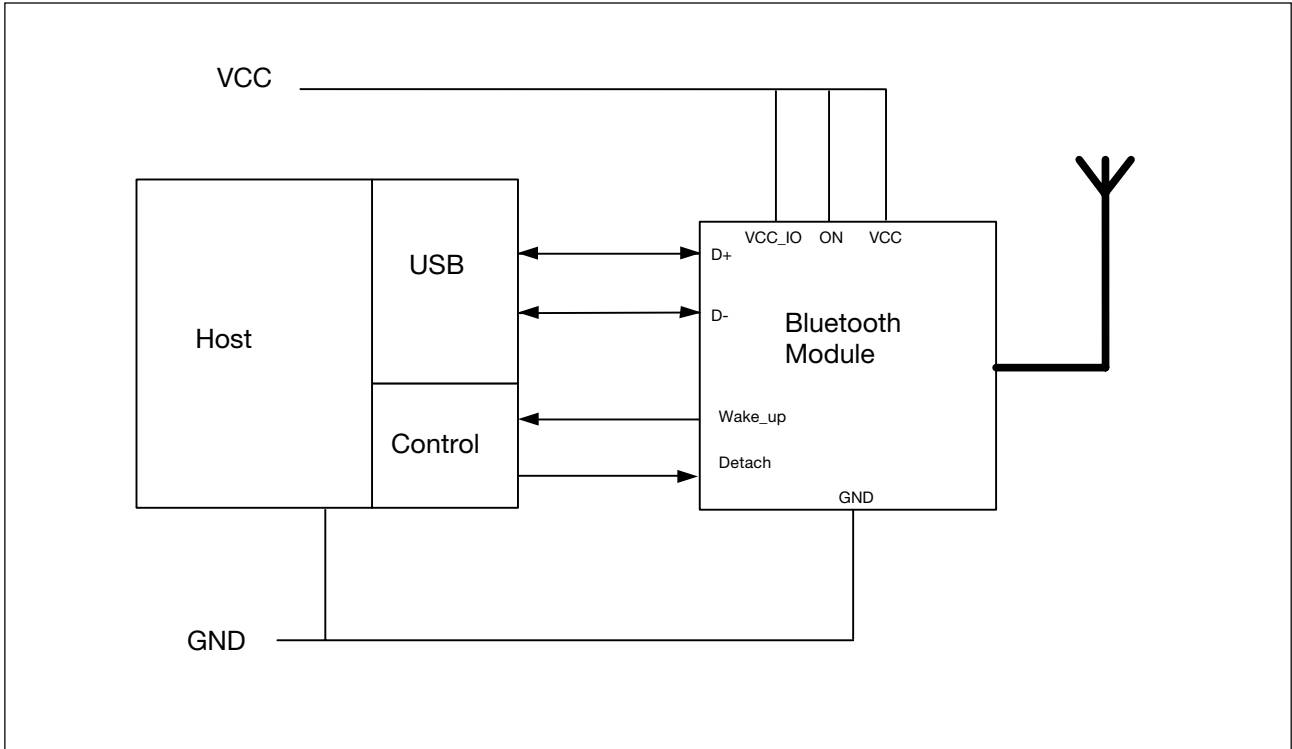 VCC
VCC_IO ON VCC
D+
USB
D-
Bluetooth
Module
Host
Wake_up
Control
Detach
GND
GND